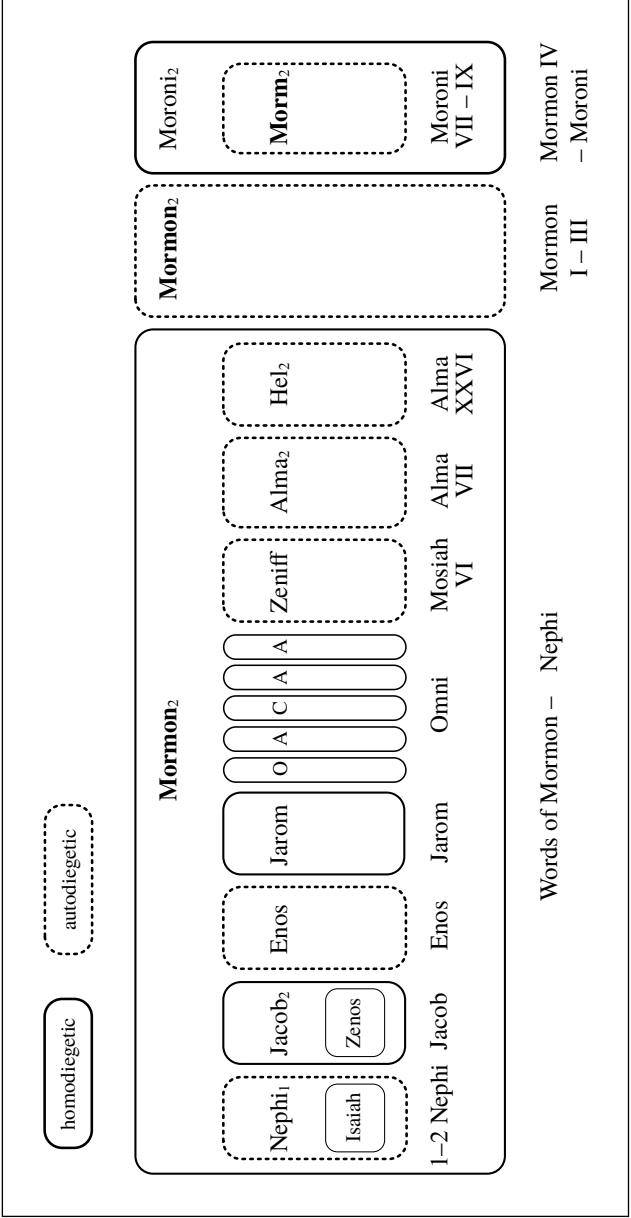 homodiegetic
autodiegetic
Mormon₂
Nephi₁
Isaiah
Jacob₂
Zenos
Enos
Jarom
O
A
C
A
A
Zeniff
Alma₂
Hel₂
1–2 Nephi
Jacob
Enos
Jarom
Omni
Mosiah
VI
Alma
VII
Alma
XXVI
Words of Mormon – Nephi
Mormon₂
Mormon
I – III
Moroni₂
Morm₂
Moroni
VII – IX
Mormon IV
– Moroni